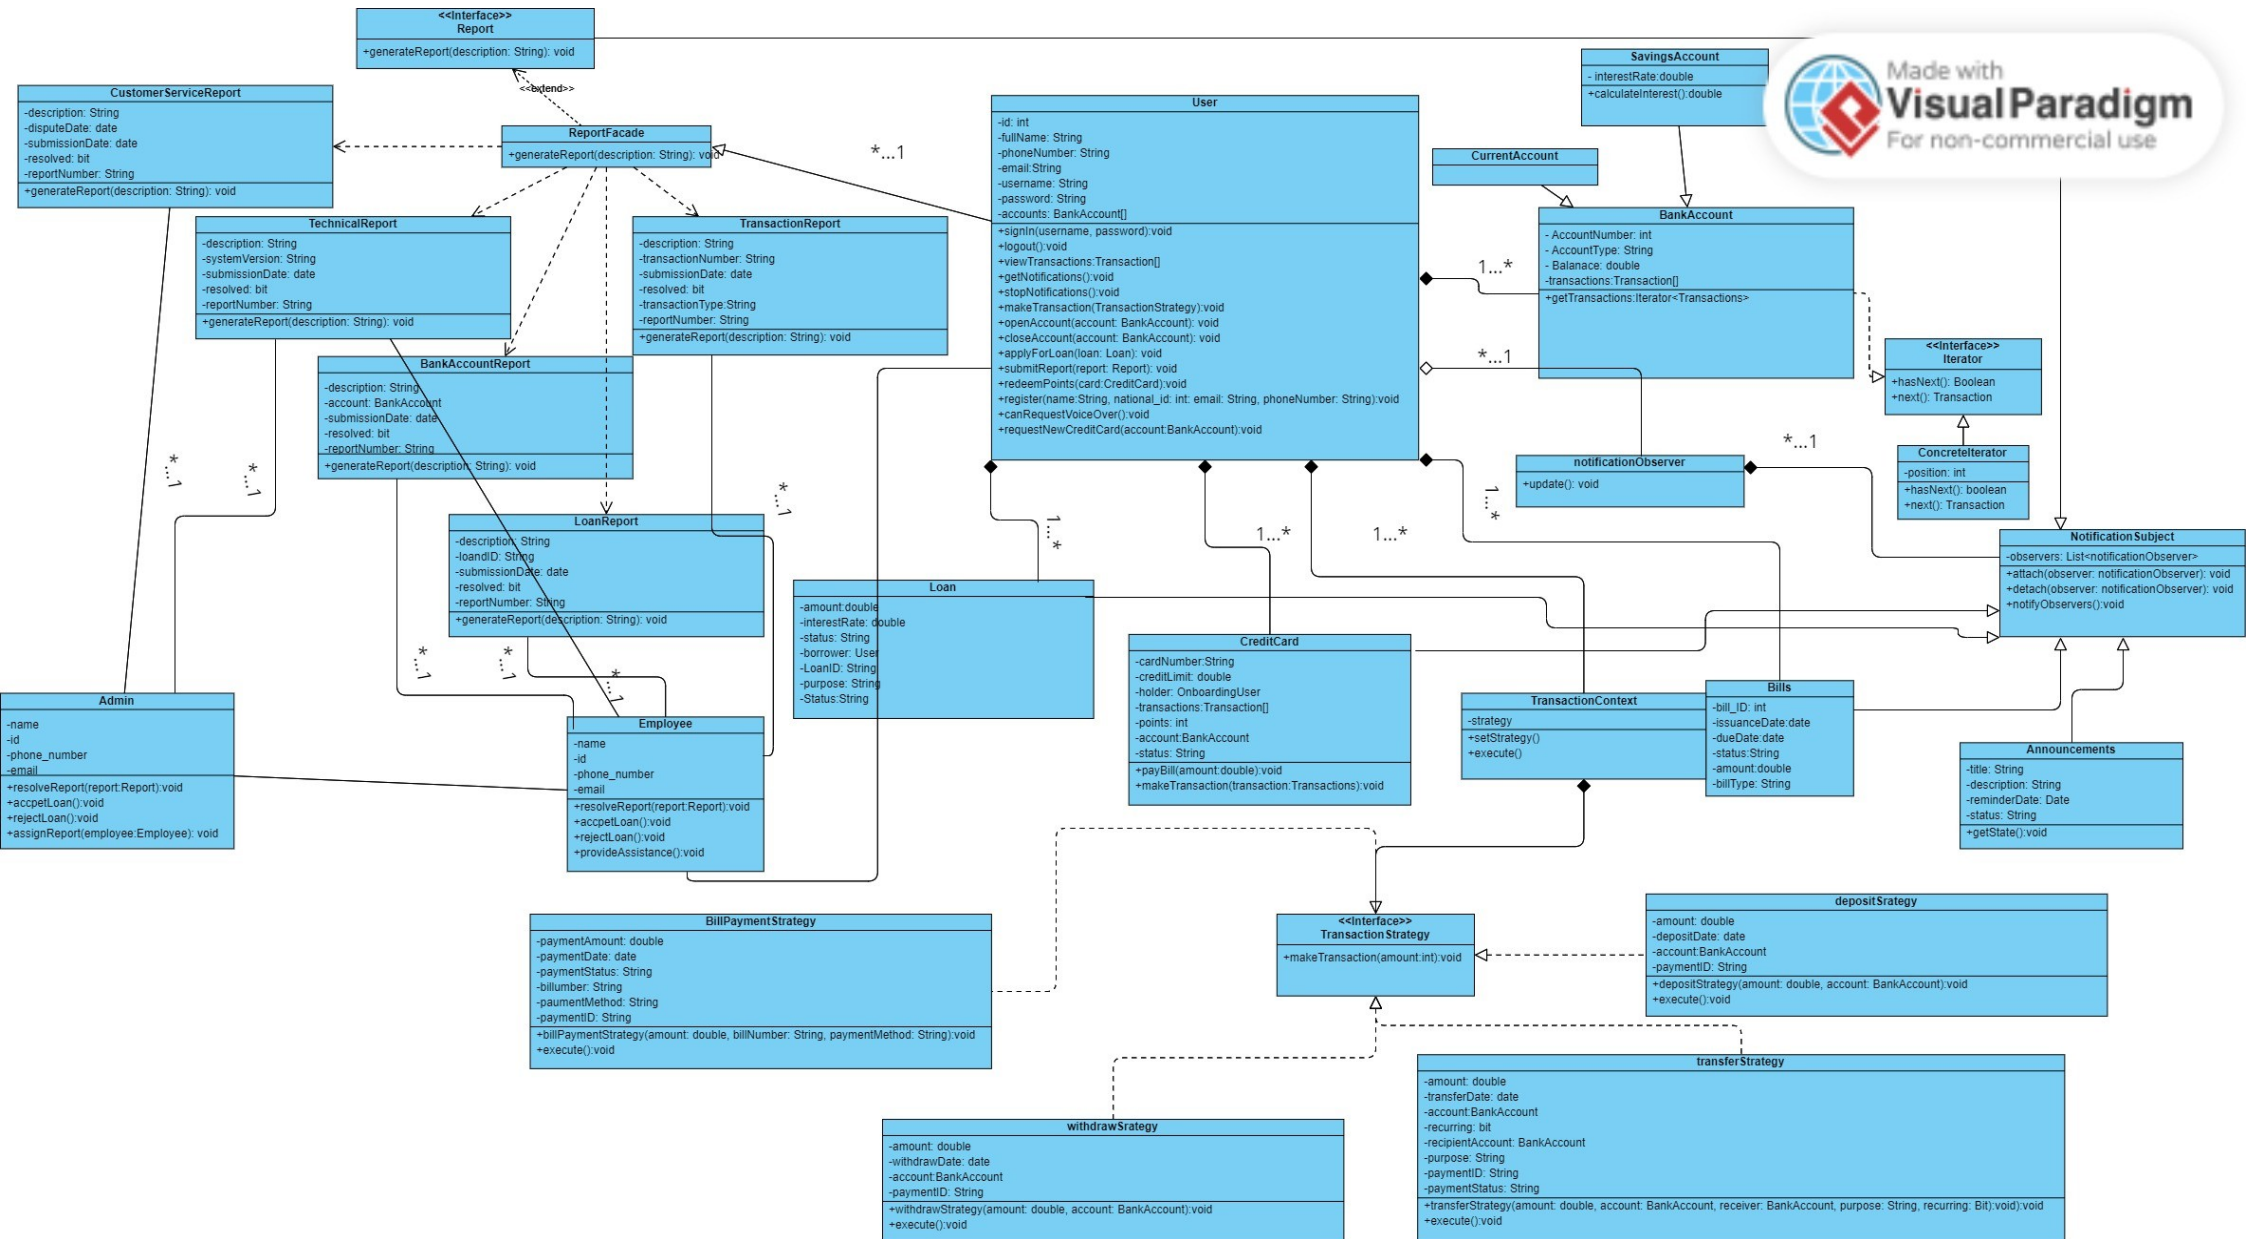 <<Interface>>
Report
+generateReport(description: String): void
<<extend>>
CustomerServiceReport
-description: String
-disputeDate: date
-submissionDate: date
-resolved: bit
-reportNumber: String
+generateReport(description: String): void
ReportFacade
+generateReport(description: String): void
*...1
TechnicalReport
-description: String
-systemVersion: String
-submissionDate: date
-resolved: bit
-reportNumber: String
+generateReport(description: String): void
TransactionReport
-description: String
-transactionNumber: String
-submissionDate: date
-resolved: bit
-transactionType:String
-reportNumber: String
+generateReport(description: String): void
BankAccountReport
-description: String
-account: BankAccount
-submissionDate: date
-resolved: bit
-reportNumber: String
+generateReport(description: String): void
LoanReport
-description: String
-loandID: String
-submissionDate: date
-resolved: bit
-reportNumber: String
+generateReport(description: String): void
*...1
*...1
*...1
*...1
*...1
*...1
User
-id: int
-fullName: String
-phoneNumber: String
-email:String
-username: String
-password: String
-accounts: BankAccount[]
+signIn(username, password):void
+logout():void
+viewTransactions:Transaction[]
+getNotifications():void
+stopNotifications():void
+makeTransaction(TransactionStrategy):void
+openAccount(account: BankAccount): void
+closeAccount(account: BankAccount): void
+applyForLoan(loan: Loan): void
+submitReport(report: Report): void
+redeemPoints(card:CreditCard):void
+register(name:String, national_id: int: email: String, phoneNumber: String):void
+canRequestVoiceOver():void
+requestNewCreditCard(account:BankAccount):void
SavingsAccount
- interestRate:double
+calculateInterest():double
Made with
Visual Paradigm
For non-commercial use
CurrentAccount
BankAccount
- AccountNumber: int
- AccountType: String
- Balanace: double
-transactions:Transaction[]
+getTransactions:Iterator<Transactions>
1...*
*...1
<<Interface>>
Iterator
+hasNext(): Boolean
+next(): Transaction
ConcreteIterator
-position: int
+hasNext(): boolean
+next(): Transaction
notificationObserver
+update(): void
*...1
NotificationSubject
-observers: List<notificationObserver>
+attach(observer: notificationObserver): void
+detach(observer: notificationObserver): void
+notifyObservers():void
1...*
1...*
1...*
1...*
Loan
-amount:double
-interestRate: double
-status: String
-borrower: User
-LoanID: String
-purpose: String
-Status:String
CreditCard
-cardNumber:String
-creditLimit: double
-holder: OnboardingUser
-transactions:Transaction[]
-points: int
-account:BankAccount
-status: String
+payBill(amount:double):void
+makeTransaction(transaction:Transactions):void
TransactionContext
-strategy
+setStrategy()
+execute()
Bills
-bill_ID: int
-issuanceDate:date
-dueDate:date
-status:String
-amount:double
-billType: String
Announcements
-title: String
-description: String
-reminderDate: Date
-status: String
+getState():void
Admin
-name
-id
-phone_number
-email
+resolveReport(report:Report):void
+accpetLoan():void
+rejectLoan():void
+assignReport(employee:Employee): void
Employee
-name
-id
-phone_number
-email
+resolveReport(report:Report):void
+accpetLoan():void
+rejectLoan():void
+provideAssistance():void
BillPaymentStrategy
-paymentAmount: double
-paymentDate: date
-paymentStatus: String
-billumber: String
-paumentMethod: String
-paymentID: String
+billPaymentStrategy(amount: double, billNumber: String, paymentMethod: String):void
+execute():void
<<Interface>>
TransactionStrategy
+makeTransaction(amount:int):void
depositSrategy
-amount: double
-depositDate: date
-account:BankAccount
-paymentID: String
+depositStrategy(amount: double, account: BankAccount):void
+execute():void
withdrawSrategy
-amount: double
-withdrawDate: date
-account:BankAccount
-paymentID: String
+withdrawStrategy(amount: double, account: BankAccount):void
+execute():void
transferStrategy
-amount: double
-transferDate: date
-account:BankAccount
-recurring: bit
-recipientAccount: BankAccount
-purpose: String
-paymentID: String
-paymentStatus: String
+transferStrategy(amount: double, account: BankAccount, receiver: BankAccount, purpose: String, recurring: Bit):void):void
+execute():void